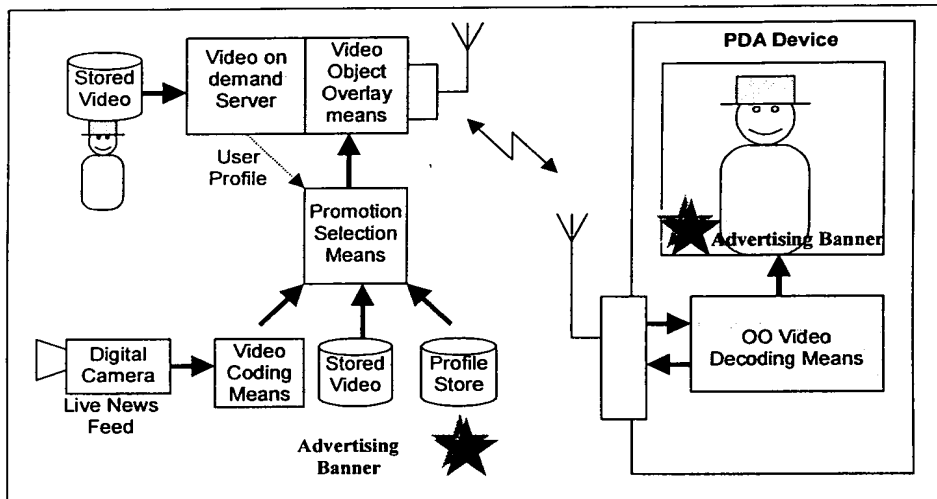 Stored
Video
Video on
demand
Server
Video
Object
Overlay
means
User
Profile
Promotion
Selection
Means
Digital
Camera
Live News
Feed
Video
Coding
Means
Stored
Video
Profile
Store
Advertising
Banner
PDA Device
Advertising Banner
OO Video
Decoding Means